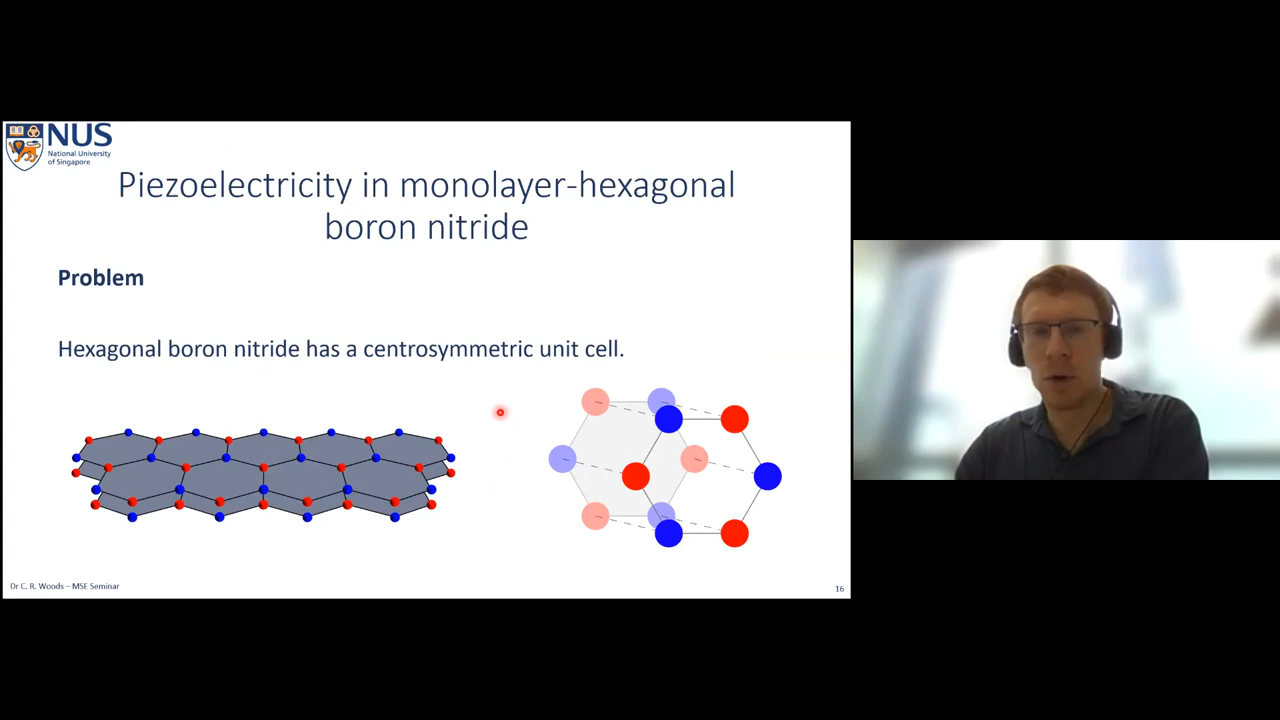 NUS
National University
of Singapore
Piezoelectricity in monolayer-hexagonal
boron nitride
Problem
Hexagonal boron nitride has a centrosymmetric unit cell.
Dr C. R. Woods – MSE Seminar
16